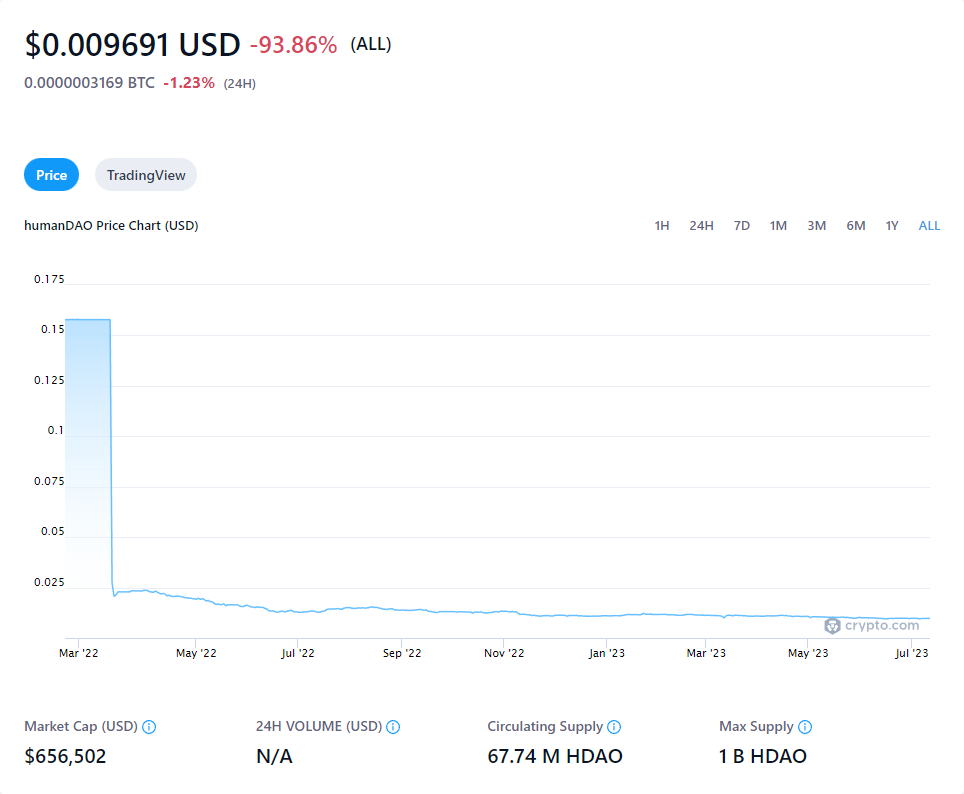 $0.009691 USD -93.86% (ALL)
0.0000003169 BTC -1.23% (24H)
Price TradingView
humanDAO Price Chart (USD) 1H 24H 7D 1M 3M 6M 1Y ALL
0.175
0.15
0.125
0.1
0.075
0.05
0.025
crypto.com
Mar '22 May '22 Jul '22 Sep '22 Nov '22 Jan '23 Mar '23 May '23 Jul '23
Market Cap (USD) 24H VOLUME (USD) Circulating Supply Max Supply
$656,502 N/A 67.74 M HDAO 1 B HDAO